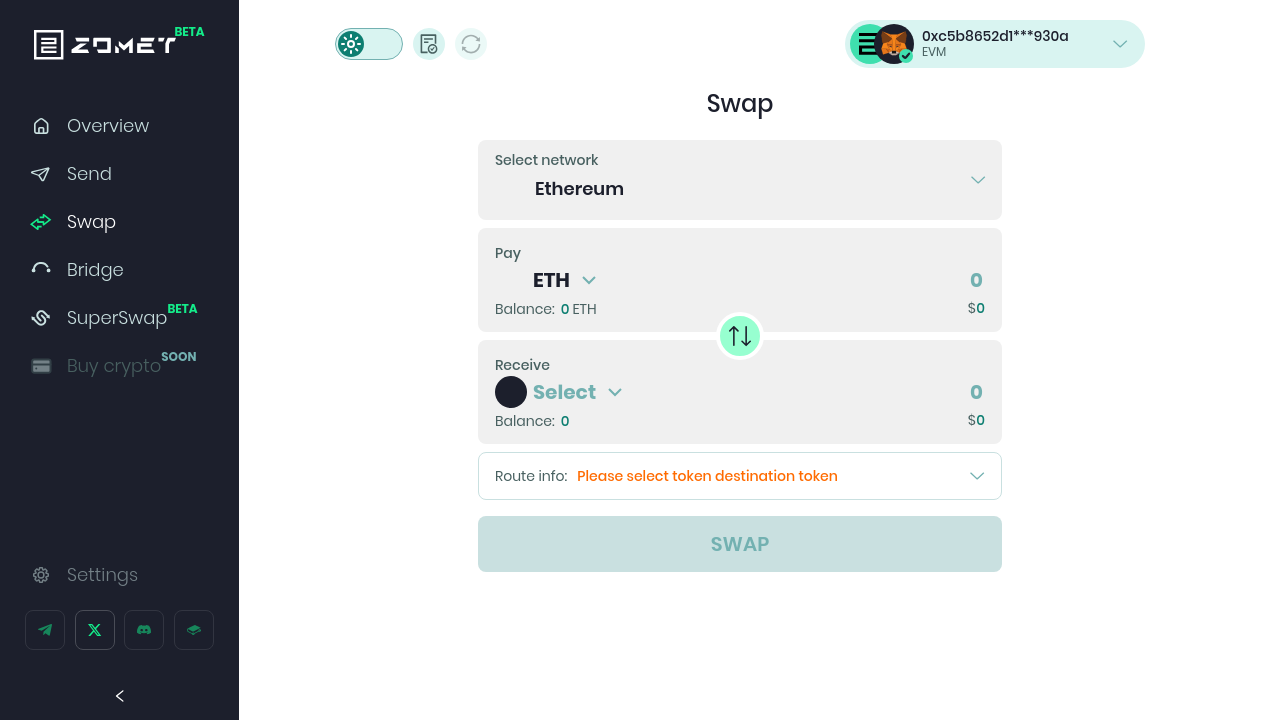 ZOMET BETA
Overview
Send
Swap
Bridge
SuperSwap BETA
Buy crypto SOON
Settings
0xc5b8652d1***930a
EVM
Swap
Select network
Ethereum
Pay
ETH
0
Balance: 0 ETH
$0
Receive
Select
0
Balance: 0
$0
Route info: Please select token destination token
SWAP